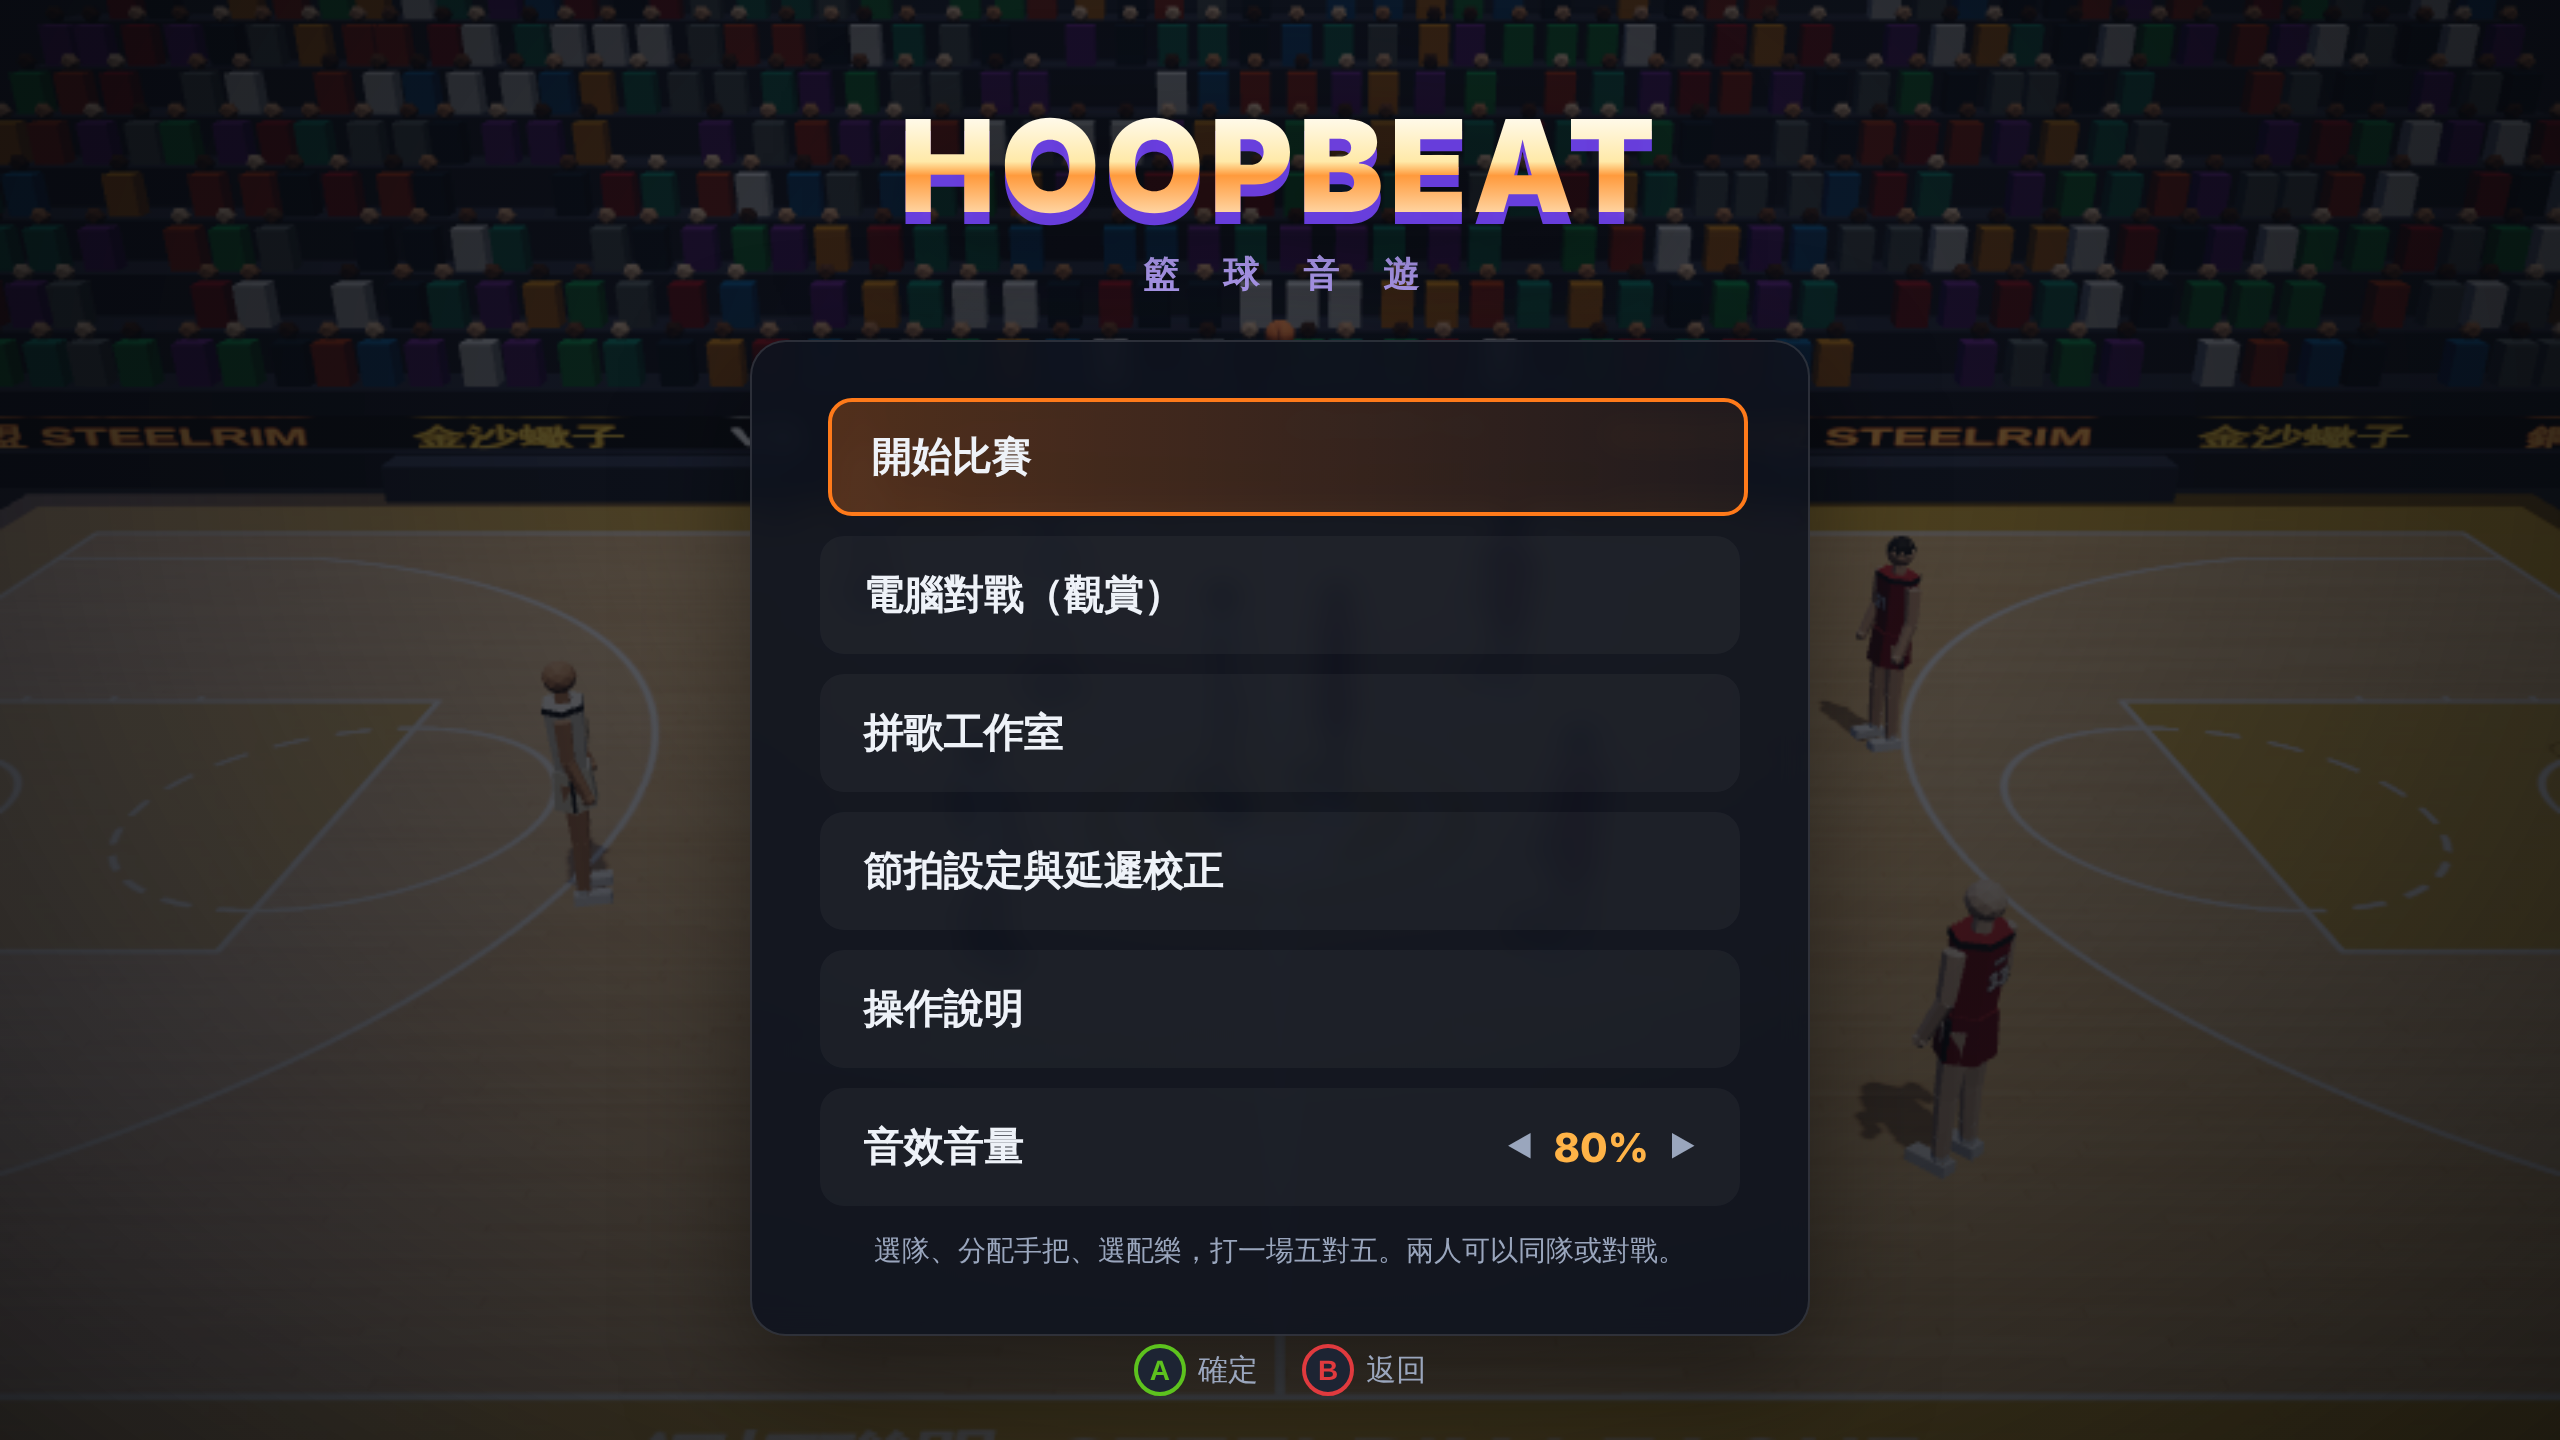 HOOPBEAT
籃球音遊
STEELRIM 金沙蠍子
STEELRIM 金沙蠍子
開始比賽
電腦對戰（觀賞）
拼歌工作室
節拍設定與延遲校正
操作說明
音效音量 ◀ 80% ▶
選隊、分配手把、選配樂，打一場五對五。兩人可以同隊或對戰。
A 確定 B 返回